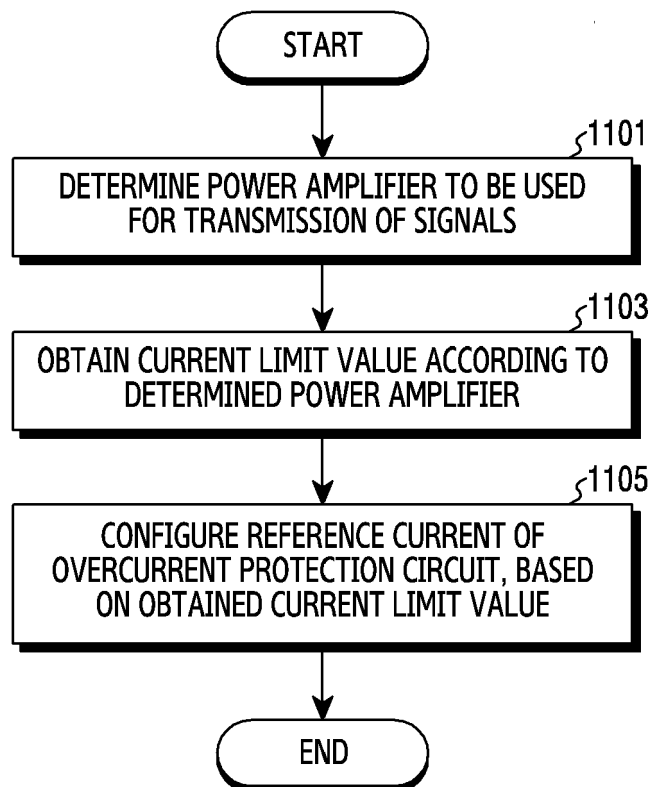 START
1101
DETERMINE POWER AMPLIFIER TO BE USED
FOR TRANSMISSION OF SIGNALS
1103
OBTAIN CURRENT LIMIT VALUE ACCORDING TO
DETERMINED POWER AMPLIFIER
1105
CONFIGURE REFERENCE CURRENT OF
OVERCURRENT PROTECTION CIRCUIT, BASED
ON OBTAINED CURRENT LIMIT VALUE
END